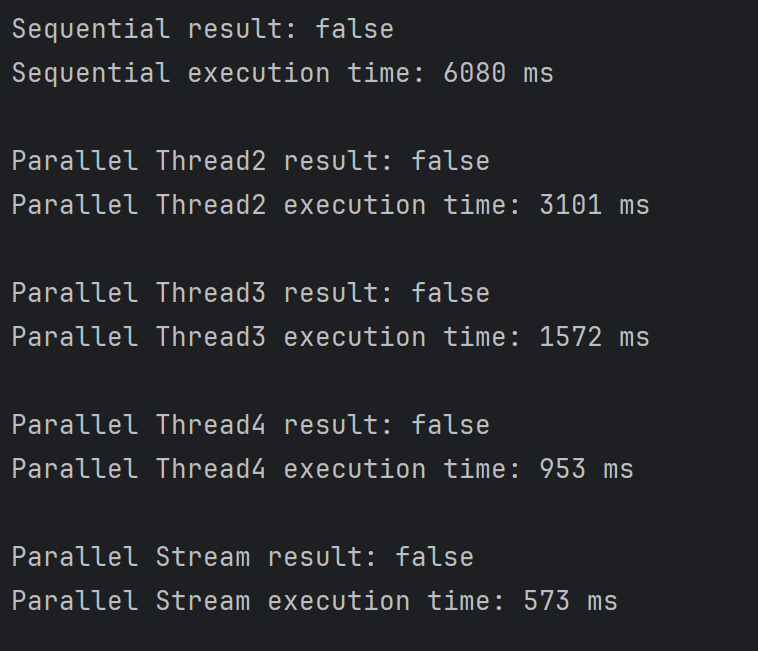 Sequential result: false
Sequential execution time: 6080 ms
Parallel Thread2 result: false
Parallel Thread2 execution time: 3101 ms
Parallel Thread3 result: false
Parallel Thread3 execution time: 1572 ms
Parallel Thread4 result: false
Parallel Thread4 execution time: 953 ms
Parallel Stream result: false
Parallel Stream execution time: 573 ms